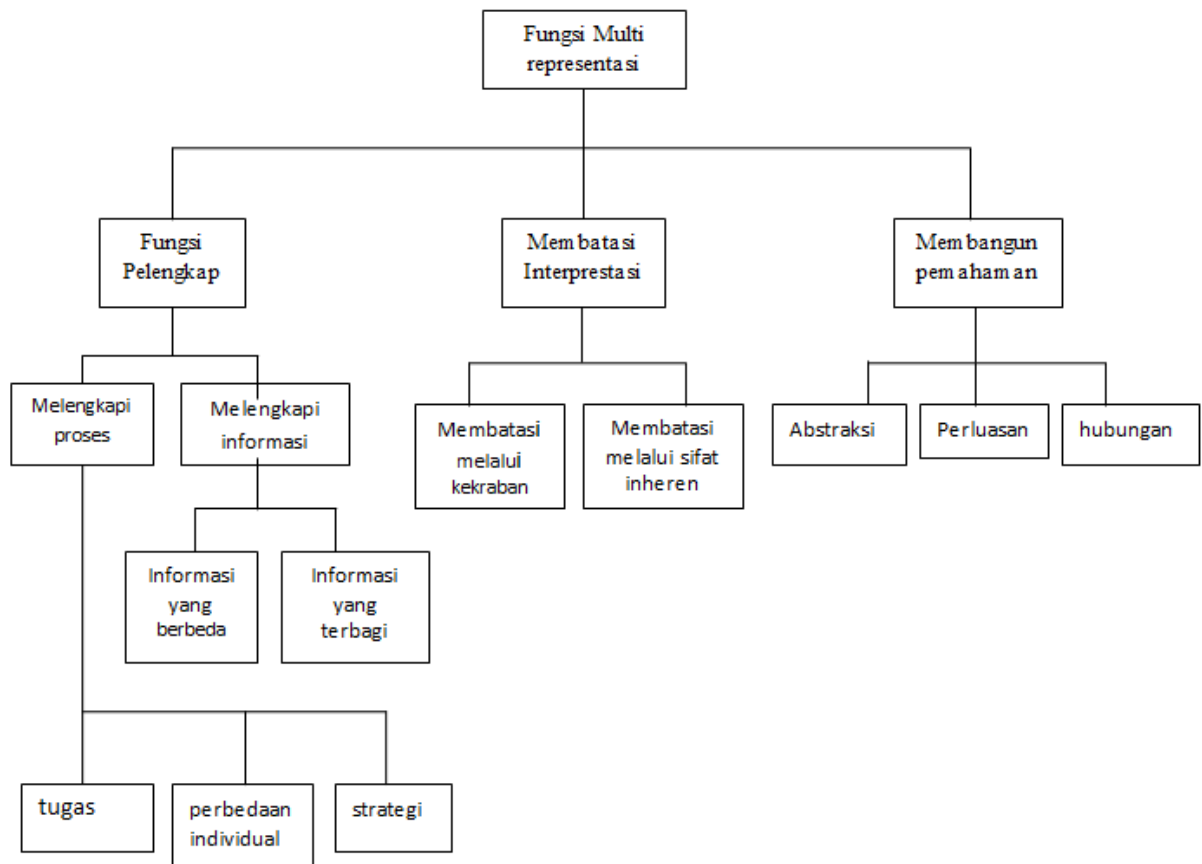 Fungsi Multi
representasi
Fungsi
Pelengkap
Membatasi
Interprestasi
Membangun
pemahaman
Melengkapi
proses
Melengkapi
informasi
Membatasi
melalui
kekraban
Membatasi
melalui sifat
inheren
Abstraksi
Perluasan
hubungan
Informasi
yang
berbeda
Informasi
yang
terbagi
tugas
perbedaan
individual
strategi